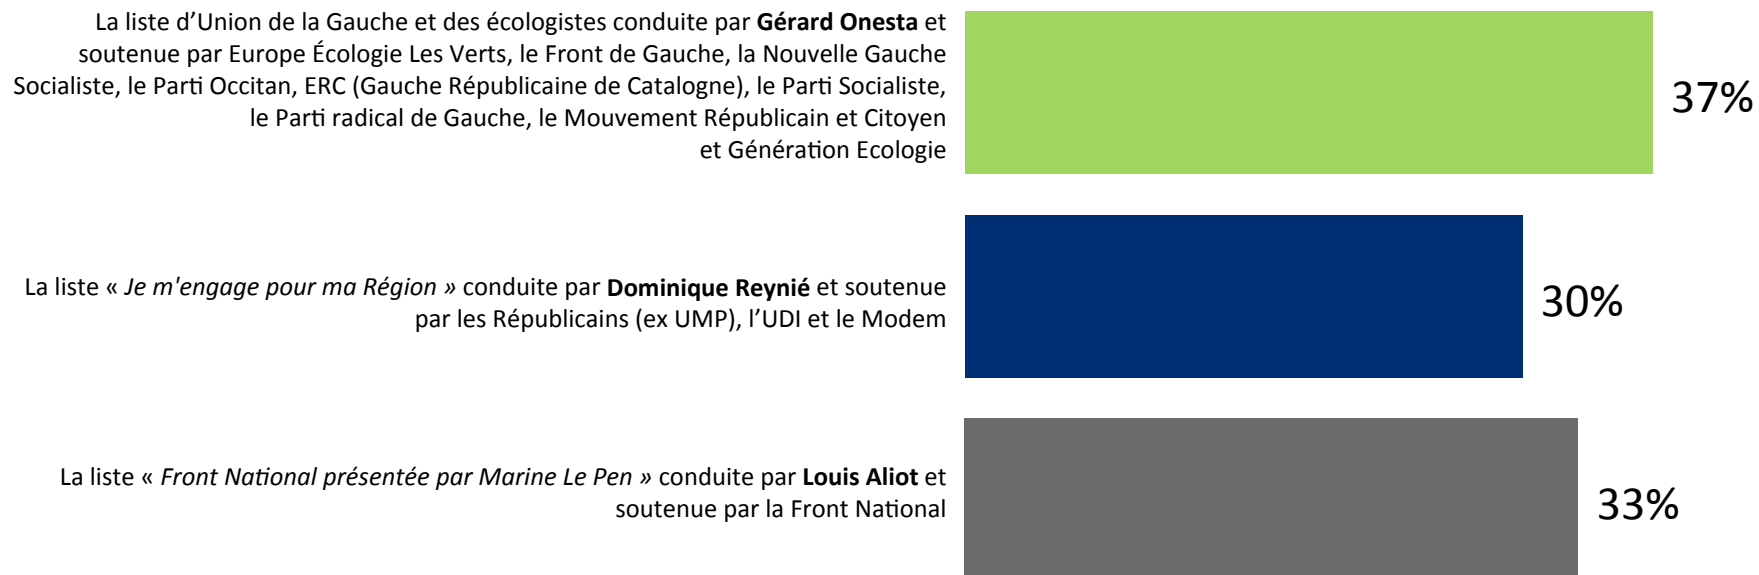 La liste d’Union de la Gauche et des écologistes conduite par Gérard Onesta et
soutenue par Europe Écologie Les Verts, le Front de Gauche, la Nouvelle Gauche
Socialiste, le Parti Occitan, ERC (Gauche Républicaine de Catalogne), le Parti Socialiste,
le Parti radical de Gauche, le Mouvement Républicain et Citoyen
et Génération Ecologie
37%
La liste « Je m'engage pour ma Région » conduite par Dominique Reynié et soutenue
par les Républicains (ex UMP), l’UDI et le Modem
30%
La liste « Front National présentée par Marine Le Pen » conduite par Louis Aliot et
soutenue par la Front National
33%